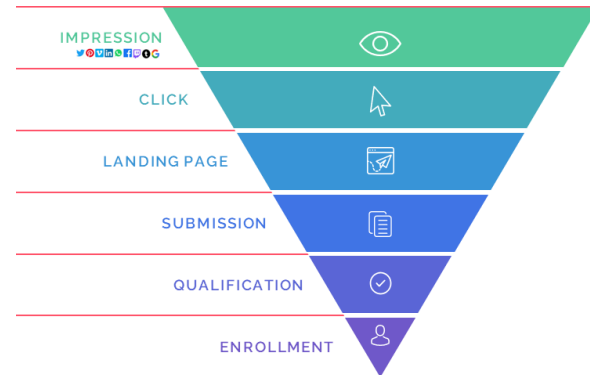 IMPRESSION
CLICK
LANDING PAGE
SUBMISSION
QUALIFICATION
ENROLLMENT